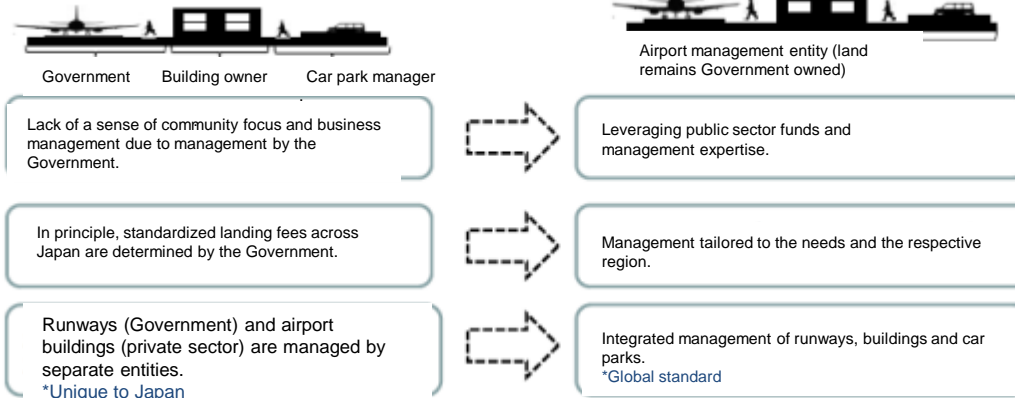 Government Building owner Car park manager
Airport management entity (land
remains Government owned)
Lack of a sense of community focus and business
management due to management by the
Government.
Leveraging public sector funds and
management expertise.
In principle, standardized landing fees across
Japan are determined by the Government.
Management tailored to the needs and the respective
region.
Runways (Government) and airport
buildings (private sector) are managed by
separate entities.
*Unique to Japan
Integrated management of runways, buildings and car
parks.
*Global standard